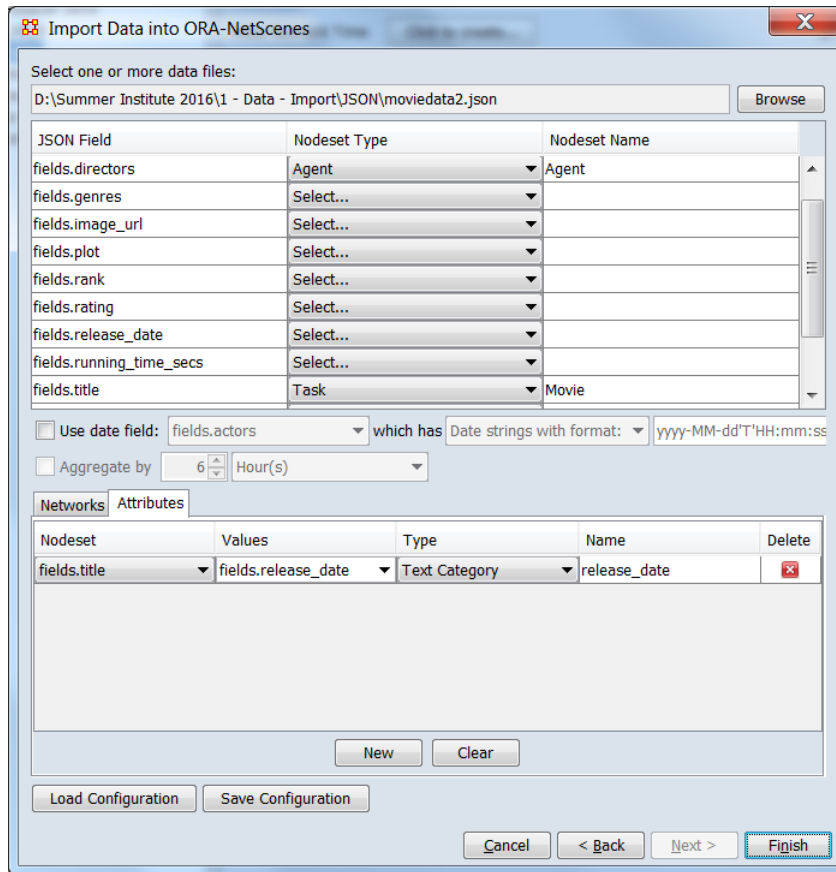 Import Data into ORA-NetScenes
Select one or more data files:
D:\Summer Institute 2016\1 - Data - Import\JSON\moviedata2.json Browse
JSON Field Nodeset Type Nodeset Name
fields.directors Agent Agent
fields.genres Select...
fields.image_url Select...
fields.plot Select...
fields.rank Select...
fields.rating Select...
fields.release_date Select...
fields.running_time_secs Select...
fields.title Task Movie
Use date field: fields.actors which has Date strings with format: yyyy-MM-dd'T'HH:mm:ss
Aggregate by 6 Hour(s)
Networks Attributes
Nodeset Values Type Name Delete
fields.title fields.release_date Text Category release_date
New Clear
Load Configuration Save Configuration
Cancel < Back Next > Finish